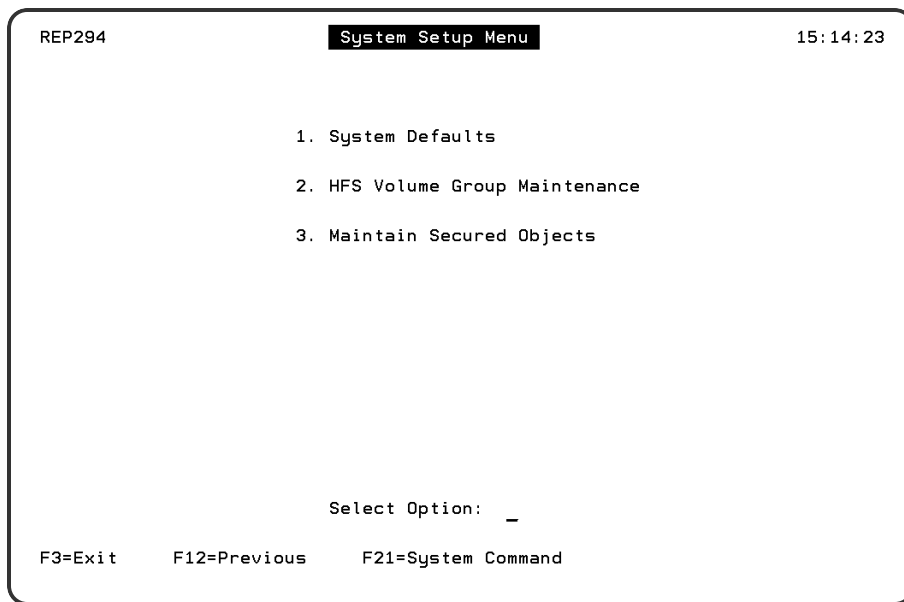 REP294 System Setup Menu 15:14:23
1. System Defaults
2. HFS Volume Group Maintenance
3. Maintain Secured Objects
Select Option: _
F3=Exit F12=Previous F21=System Command